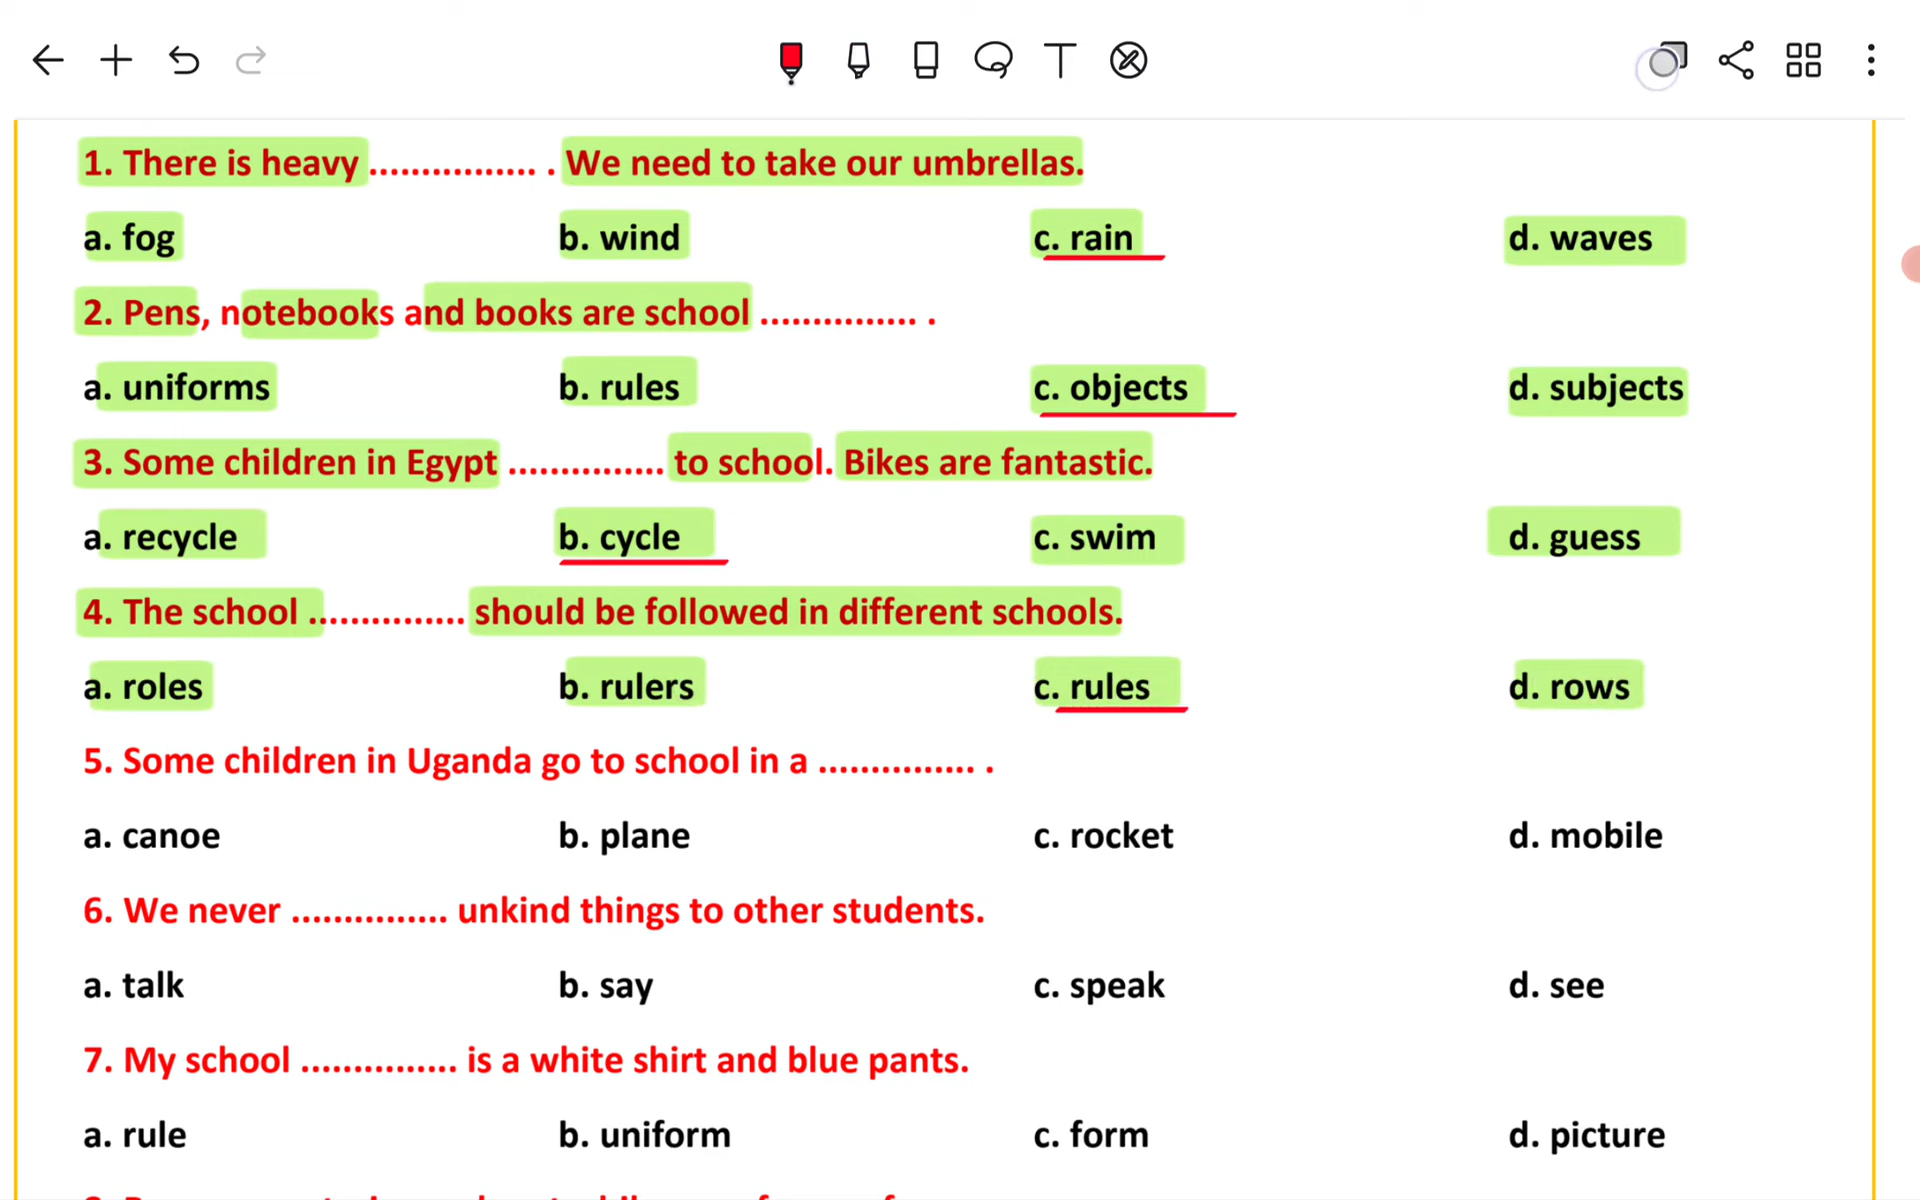 1. There is heavy ................ . We need to take our umbrellas.
a. fog b. wind c. rain d. waves
2. Pens, notebooks and books are school ............... .
a. uniforms b. rules c. objects d. subjects
3. Some children in Egypt ............... to school. Bikes are fantastic.
a. recycle b. cycle c. swim d. guess
4. The school ............... should be followed in different schools.
a. roles b. rulers c. rules d. rows
5. Some children in Uganda go to school in a ............... .
a. canoe b. plane c. rocket d. mobile
6. We never ............... unkind things to other students.
a. talk b. say c. speak d. see
7. My school ............... is a white shirt and blue pants.
a. rule b. uniform c. form d. picture